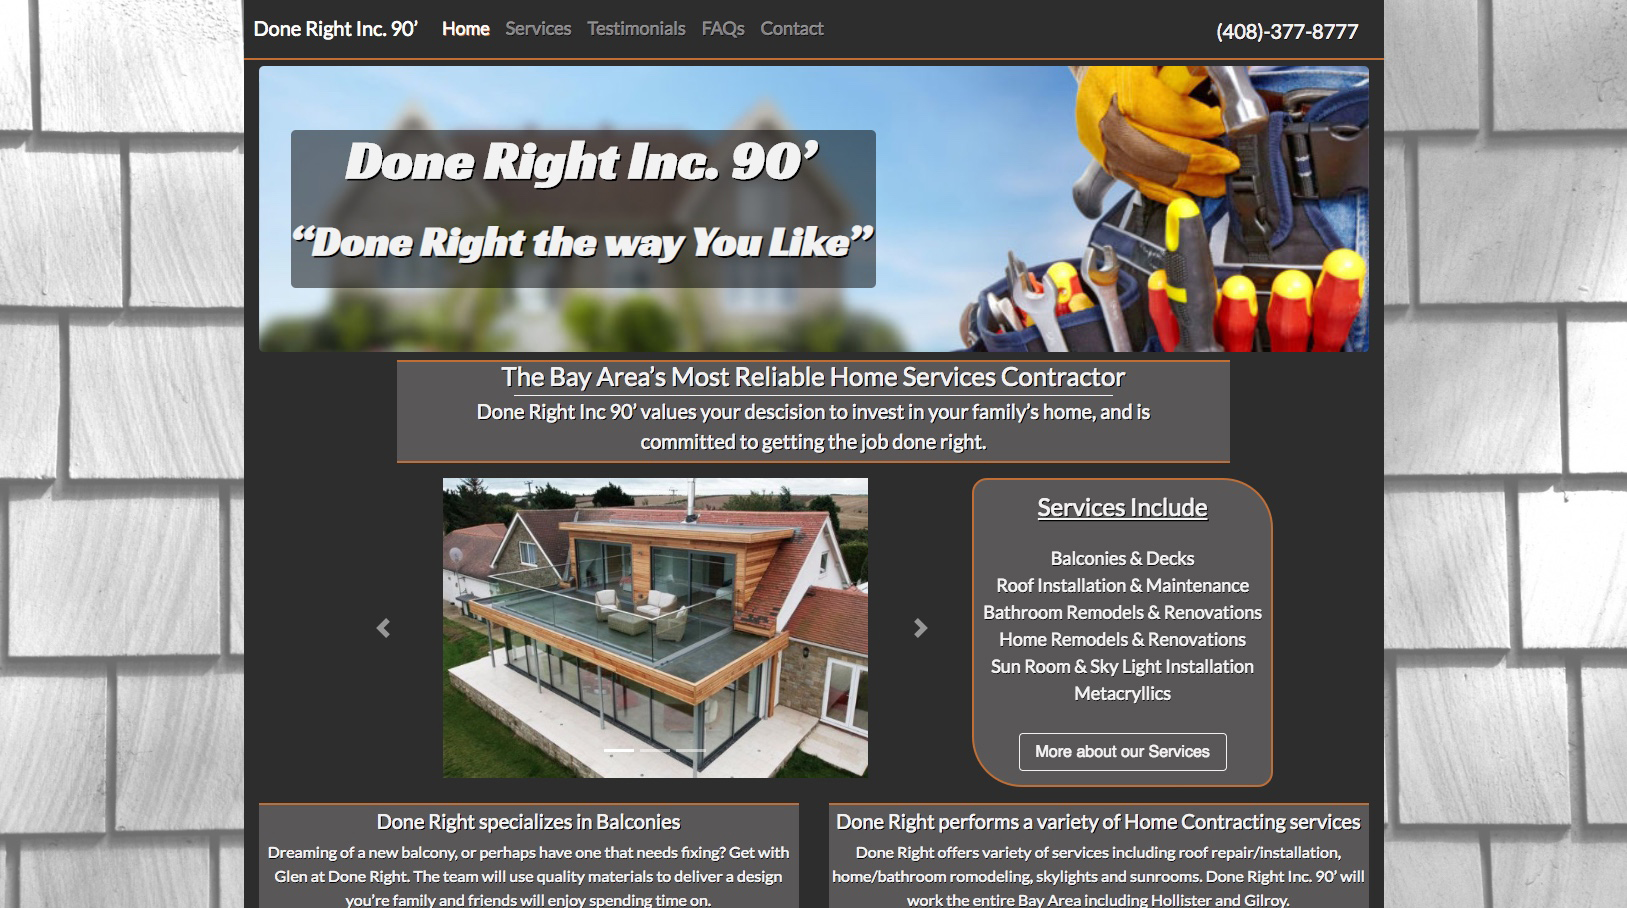 Done Right Inc. 90’ Home Services Testimonials FAQs Contact (408)-377-8777
Done Right Inc. 90’
“Done Right the way You Like”
The Bay Area’s Most Reliable Home Services Contractor
Done Right Inc 90’ values your descision to invest in your family’s home, and is
committed to getting the job done right.
Services Include
Balconies & Decks
Roof Installation & Maintenance
Bathroom Remodels & Renovations
Home Remodels & Renovations
Sun Room & Sky Light Installation
Metacryllics
More about our Services
Done Right specializes in Balconies
Dreaming of a new balcony, or perhaps have one that needs fixing? Get with
Glen at Done Right. The team will use quality materials to deliver a design
you’re family and friends will enjoy spending time on.
Done Right performs a variety of Home Contracting services
Done Right offers variety of services including roof repair/installation,
home/bathroom romodeling, skylights and sunrooms. Done Right Inc. 90’ will
work the entire Bay Area including Hollister and Gilroy.